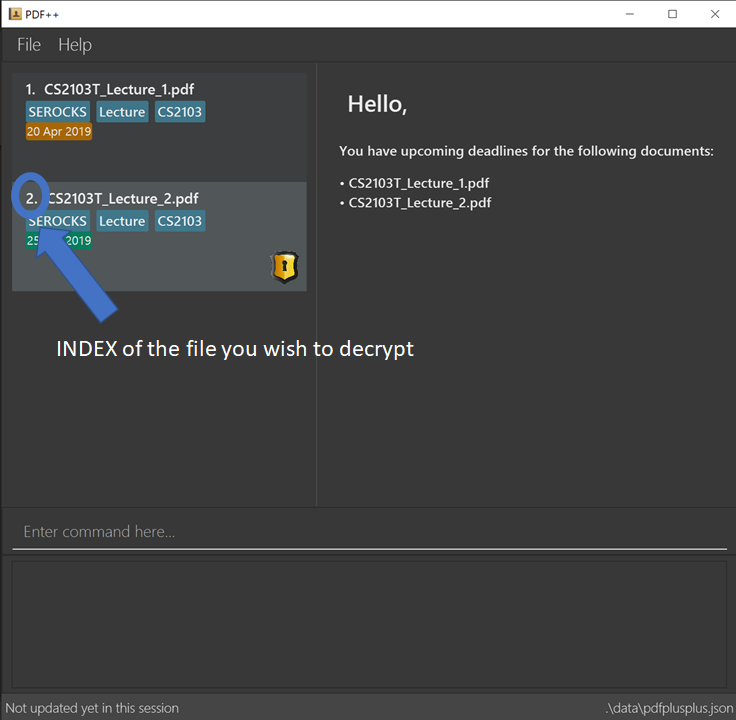 PDF++
File Help
1. CS2103T_Lecture_1.pdf
SEROCKS Lecture CS2103
20 Apr 2019
2. CS2103T_Lecture_2.pdf
SEROCKS Lecture CS2103
25 2019
INDEX of the file you wish to decrypt
Hello,
You have upcoming deadlines for the following documents:
• CS2103T_Lecture_1.pdf
• CS2103T_Lecture_2.pdf
Enter command here...
Not updated yet in this session
.\data\pdfplusplus.json